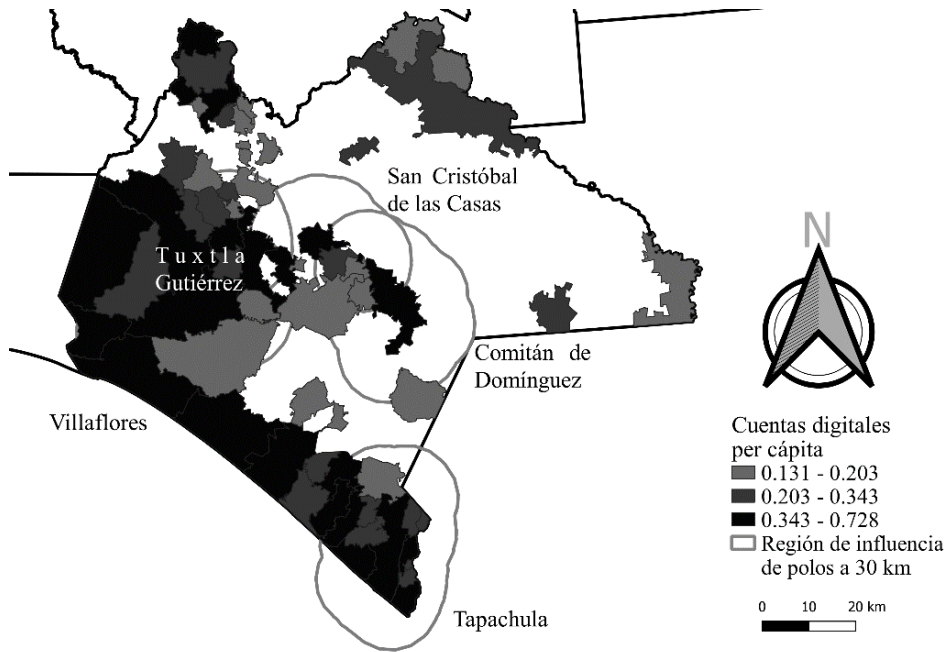 San Cristóbal
de las Casas
Tuxtla
Gutiérrez
N
Comitán de
Domínguez
Villaflores
Cuentas digitales
per cápita
0.131 - 0.203
0.203 - 0.343
0.343 - 0.728
Región de influencia
de polos a 30 km
0 10 20 km
Tapachula